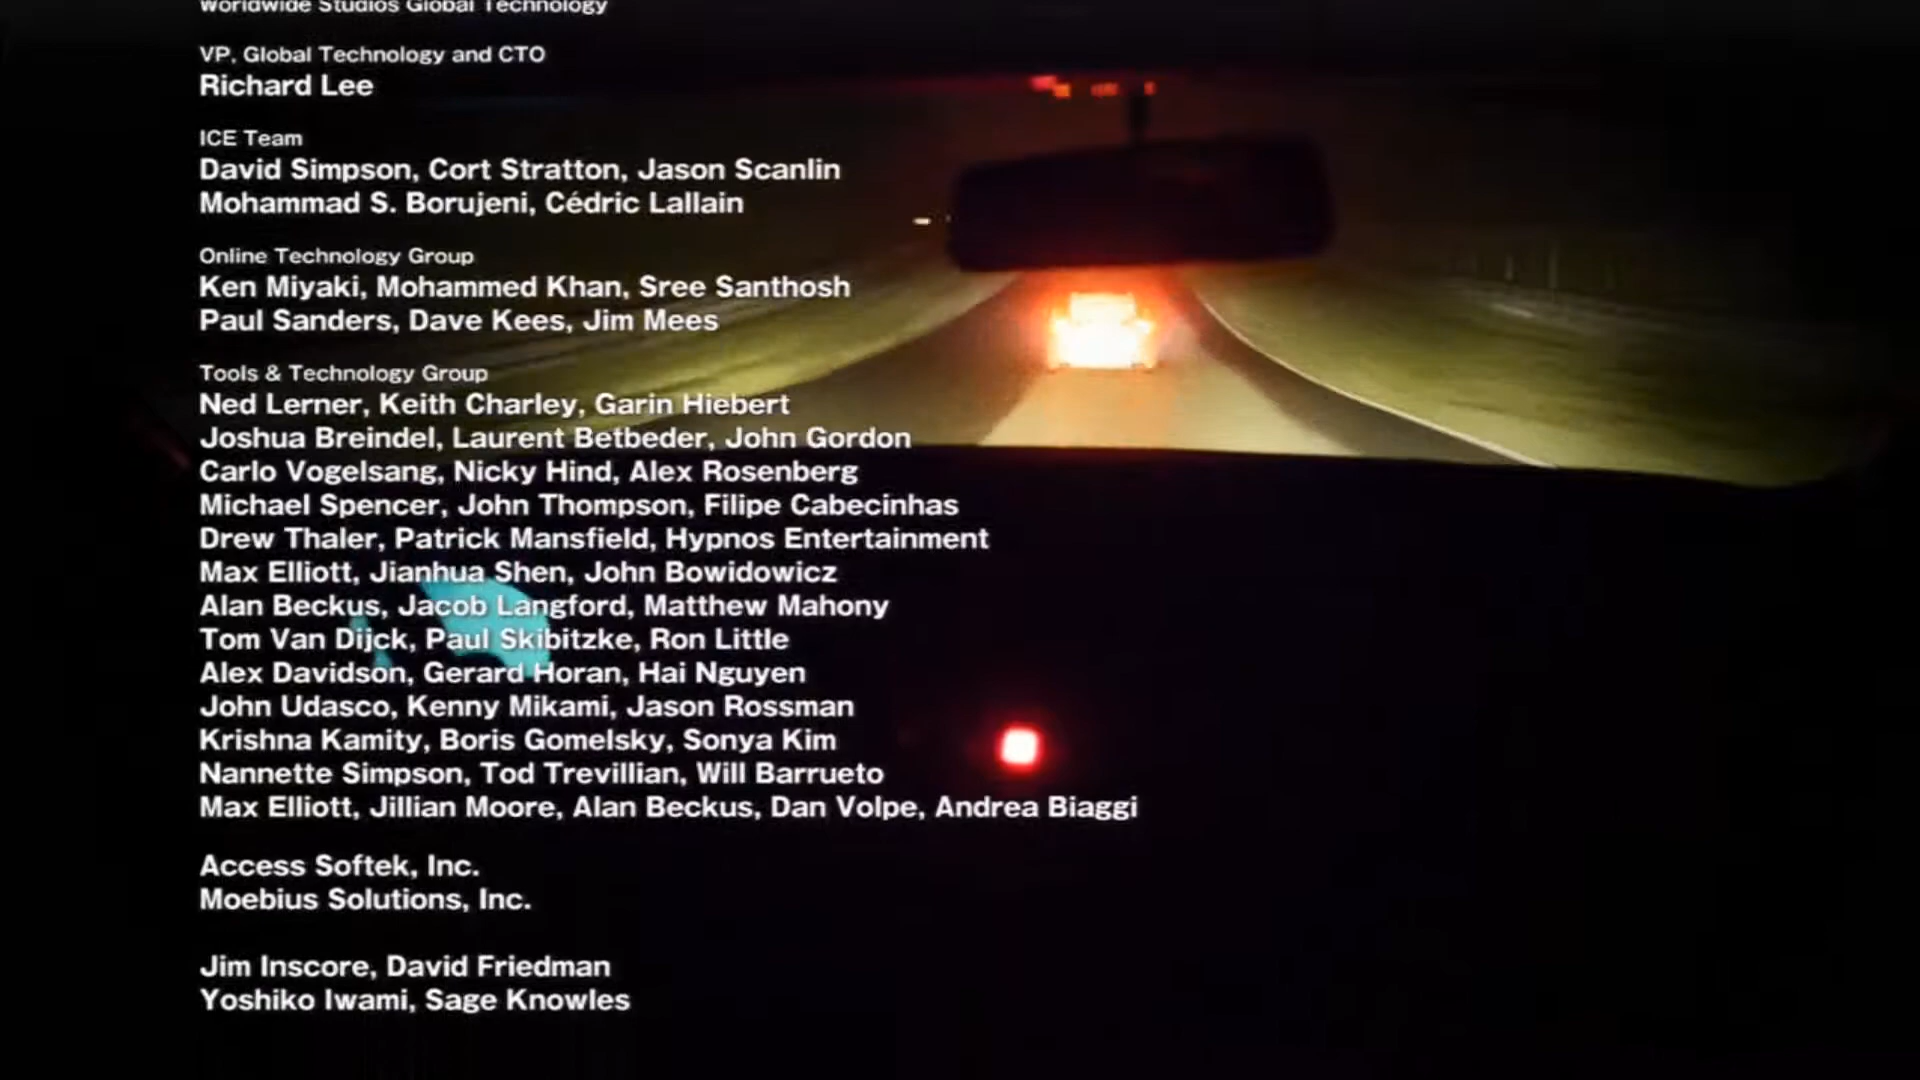 Worldwide Studios Global Technology
VP, Global Technology and CTO
Richard Lee
ICE Team
David Simpson, Cort Stratton, Jason Scanlin
Mohammad S. Borujeni, Cédric Lallain
Online Technology Group
Ken Miyaki, Mohammed Khan, Sree Santhosh
Paul Sanders, Dave Kees, Jim Mees
Tools & Technology Group
Ned Lerner, Keith Charley, Garin Hiebert
Joshua Breindel, Laurent Betbeder, John Gordon
Carlo Vogelsang, Nicky Hind, Alex Rosenberg
Michael Spencer, John Thompson, Filipe Cabecinhas
Drew Thaler, Patrick Mansfield, Hypnos Entertainment
Max Elliott, Jianhua Shen, John Bowidowicz
Alan Beckus, Jacob Langford, Matthew Mahony
Tom Van Dijck, Paul Skibitzke, Ron Little
Alex Davidson, Gerard Horan, Hai Nguyen
John Udasco, Kenny Mikami, Jason Rossman
Krishna Kamity, Boris Gomelsky, Sonya Kim
Nannette Simpson, Tod Trevillian, Will Barrueto
Max Elliott, Jillian Moore, Alan Beckus, Dan Volpe, Andrea Biaggi
Access Softek, Inc.
Moebius Solutions, Inc.
Jim Inscore, David Friedman
Yoshiko Iwami, Sage Knowles